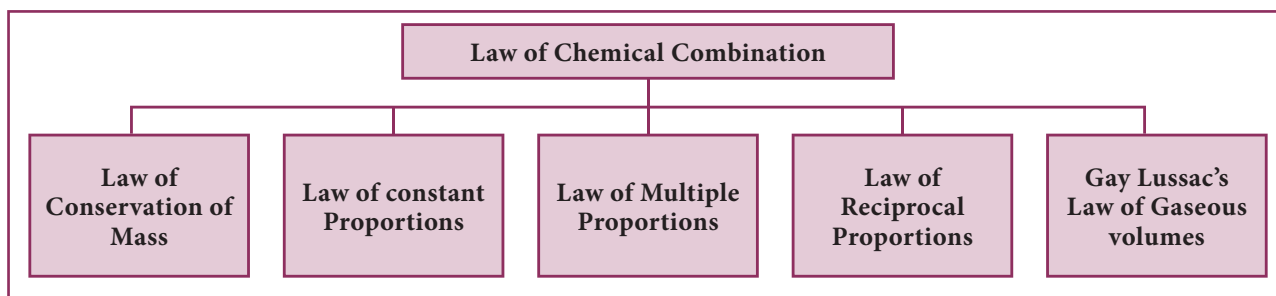 Law of Chemical Combination
Law of
Conservation of
Mass
Law of constant
Proportions
Law of Multiple
Proportions
Law of
Reciprocal
Proportions
Gay Lussac's
Law of Gaseous
volumes